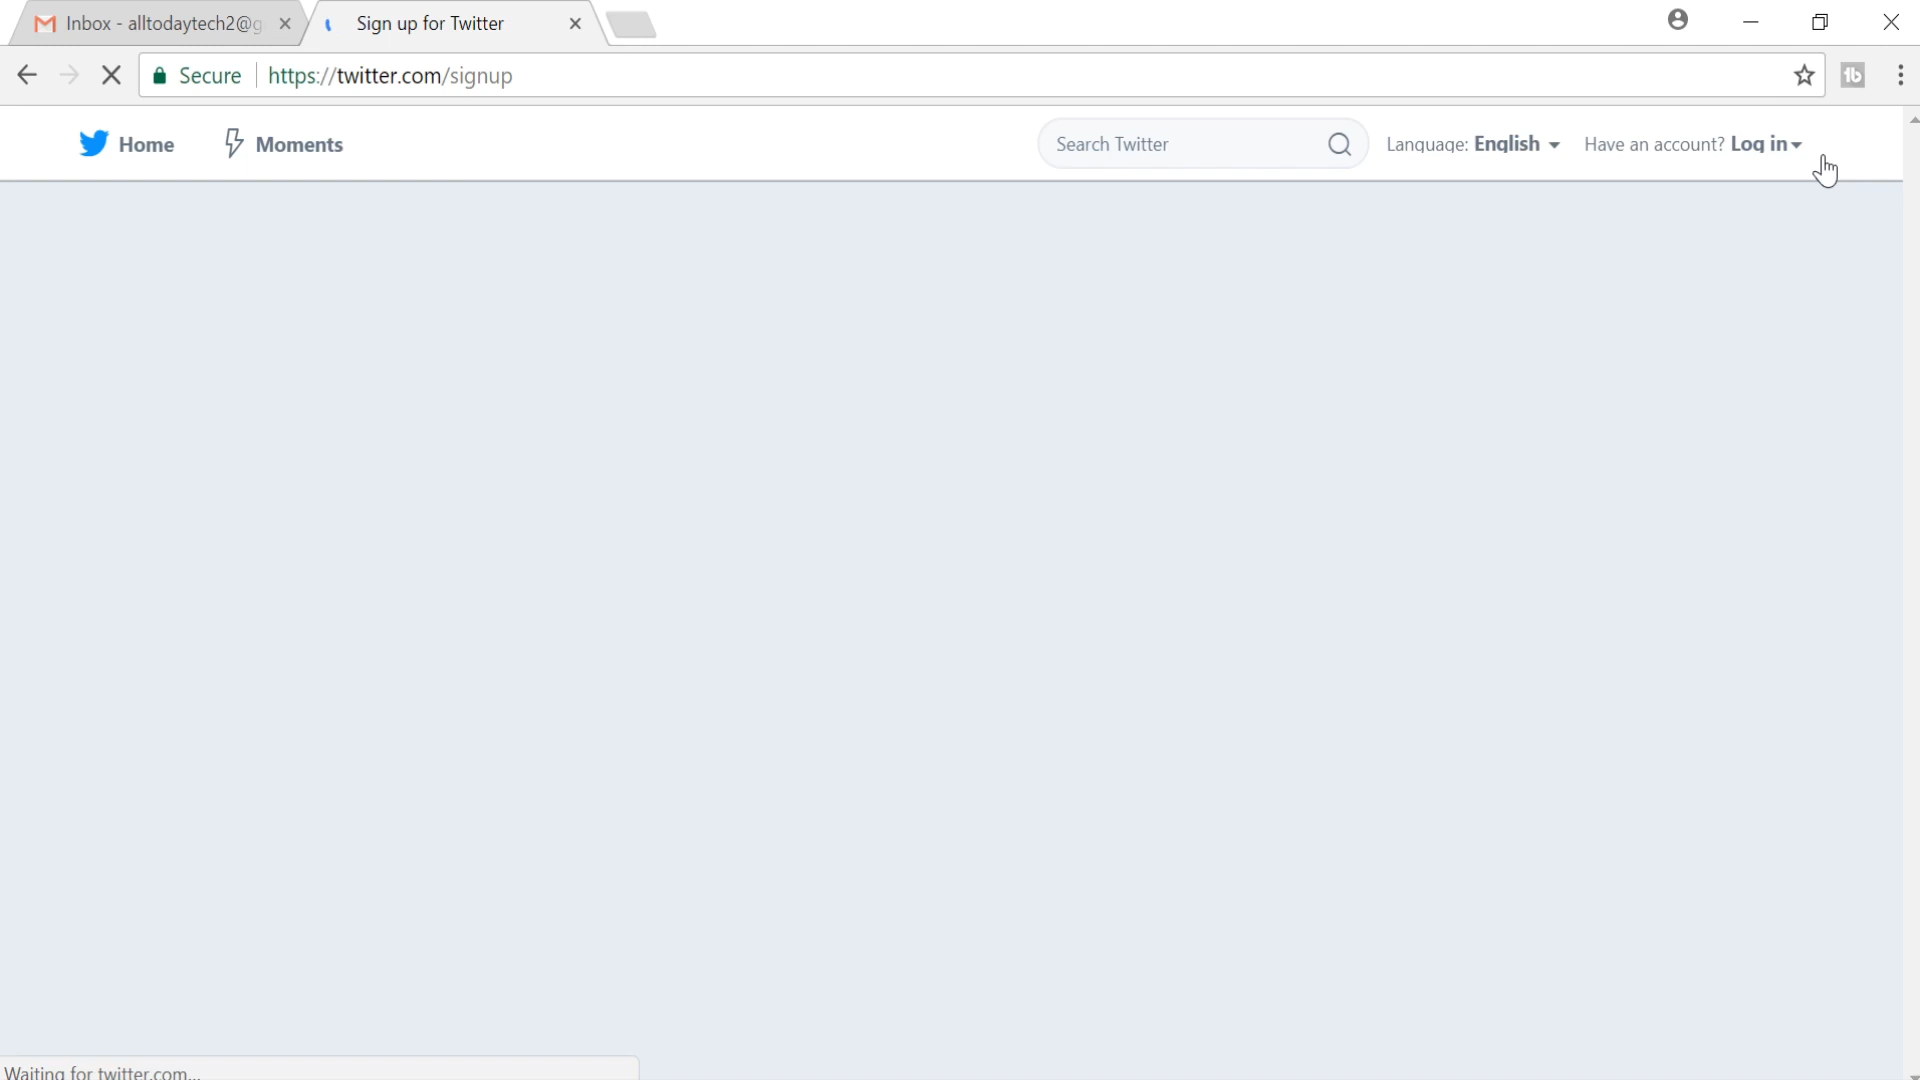 Inbox - alltodaytech2@g
Sign up for Twitter
Secure
https://twitter.com/signup
Home
Moments
Search Twitter
Language: English
Have an account? Log in
Waiting for twitter.com...